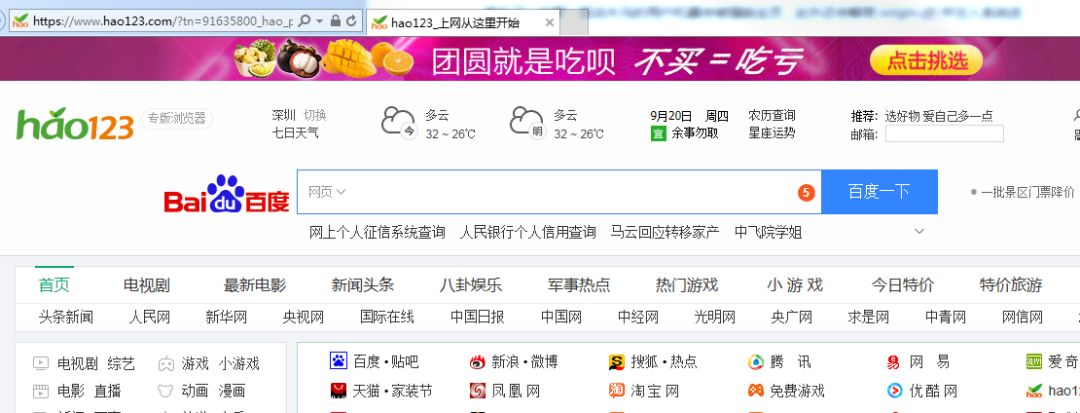 https://www.hao123.com/?tn=91635800_hao_p
hao123_上网从这里开始
团圆就是吃呗 不买=吃亏 点击挑选
hao123 专版浏览器
深圳 切换 多云 多云 9月20日 周四 农历查询 推荐: 选好物 爱自己多一点
七日天气 今 32 ~ 26℃ 明 32 ~ 26℃ 宜 余事勿取 星座运势 邮箱:
Bai du 百度 网页 5 百度一下 一批景区门票降价
网上个人征信系统查询 人民银行个人信用查询 马云回应转移家产 中飞院学姐
首页 电视剧 最新电影 新闻头条 八卦娱乐 军事热点 热门游戏 小游戏 今日特价 特价旅游
头条新闻 人民网 新华网 央视网 国际在线 中国日报 中国网 中经网 光明网 央广网 求是网 中青网 网信网
电视剧 综艺 游戏 小游戏 百度 • 贴吧 新浪 • 微博 搜狐 • 热点 腾 讯 网 易 爱奇
电影 直播 动画 漫画 天猫 • 家装节 凤凰网 淘宝网 免费游戏 优酷网 hao12